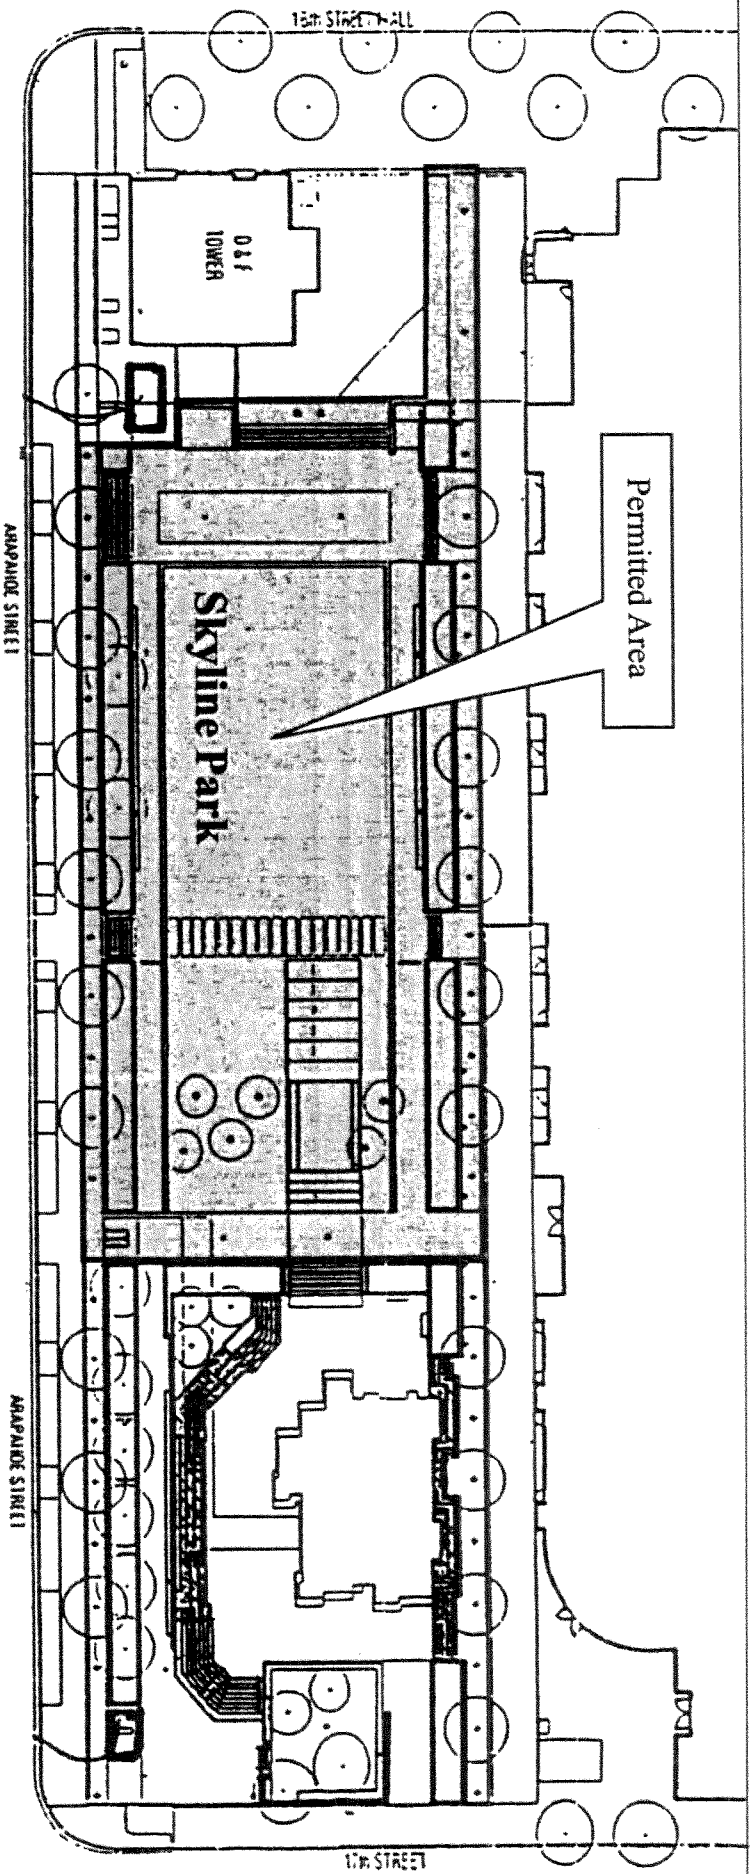 16th STREET MALL
D & F
TOWER
Permitted Area
Skyline Park
ARAPAHOE STREET
ARAPAHOE STREET
17th STREET